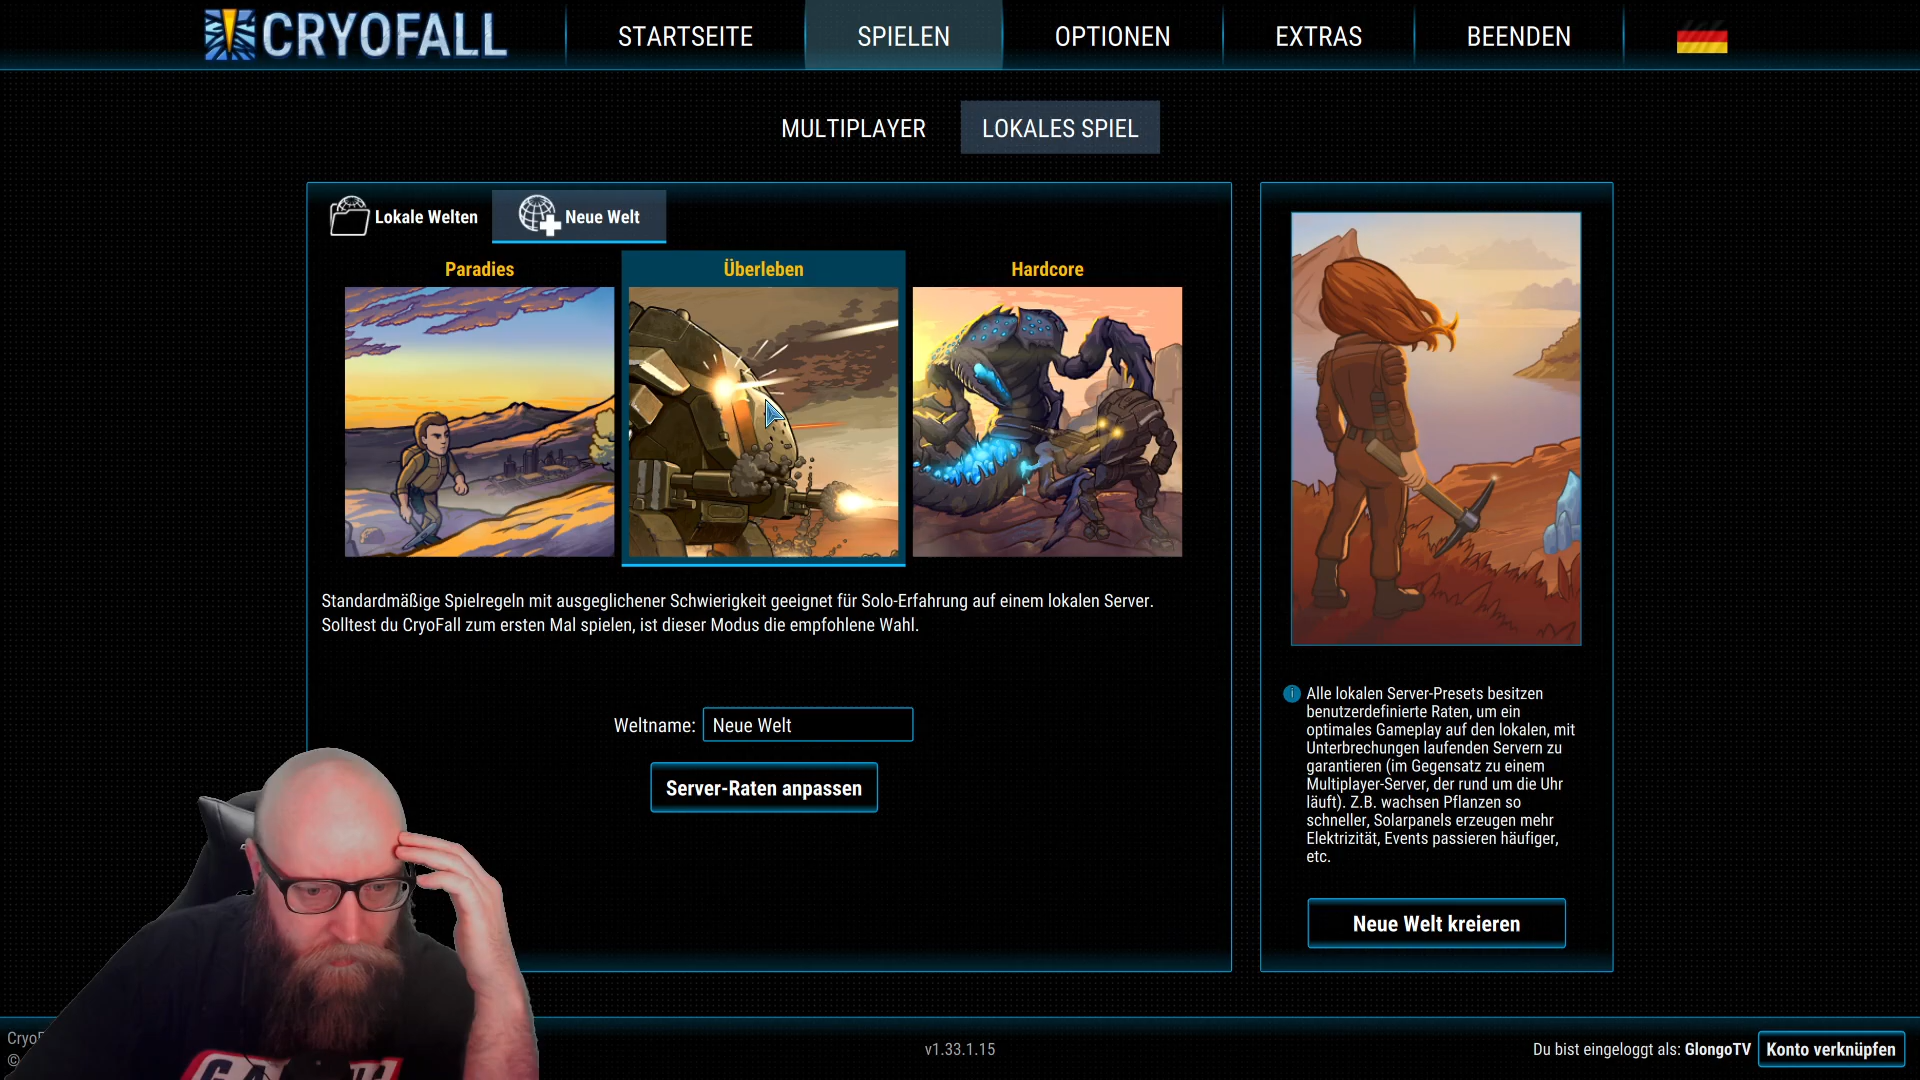 CRYOFALL
STARTSEITE
SPIELEN
OPTIONEN
EXTRAS
BEENDEN
MULTIPLAYER
LOKALES SPIEL
Lokale Welten
Neue Welt
Paradies
Überleben
Hardcore
Standardmäßige Spielregeln mit ausgeglichener Schwierigkeit geeignet für Solo-Erfahrung auf einem lokalen Server.
Solltest du CryoFall zum ersten Mal spielen, ist dieser Modus die empfohlene Wahl.
Weltname:
Neue Welt
Server-Raten anpassen
Alle lokalen Server-Presets besitzen
benutzerdefinierte Raten, um ein
optimales Gameplay auf den lokalen, mit
Unterbrechungen laufenden Servern zu
garantieren (im Gegensatz zu einem
Multiplayer-Server, der rund um die Uhr
läuft). Z.B. wachsen Pflanzen so
schneller, Solarpanels erzeugen mehr
Elektrizität, Events passieren häufiger,
etc.
Neue Welt kreieren
©
v1.33.1.15
Du bist eingeloggt als: GlongoTV
Konto verknüpfen